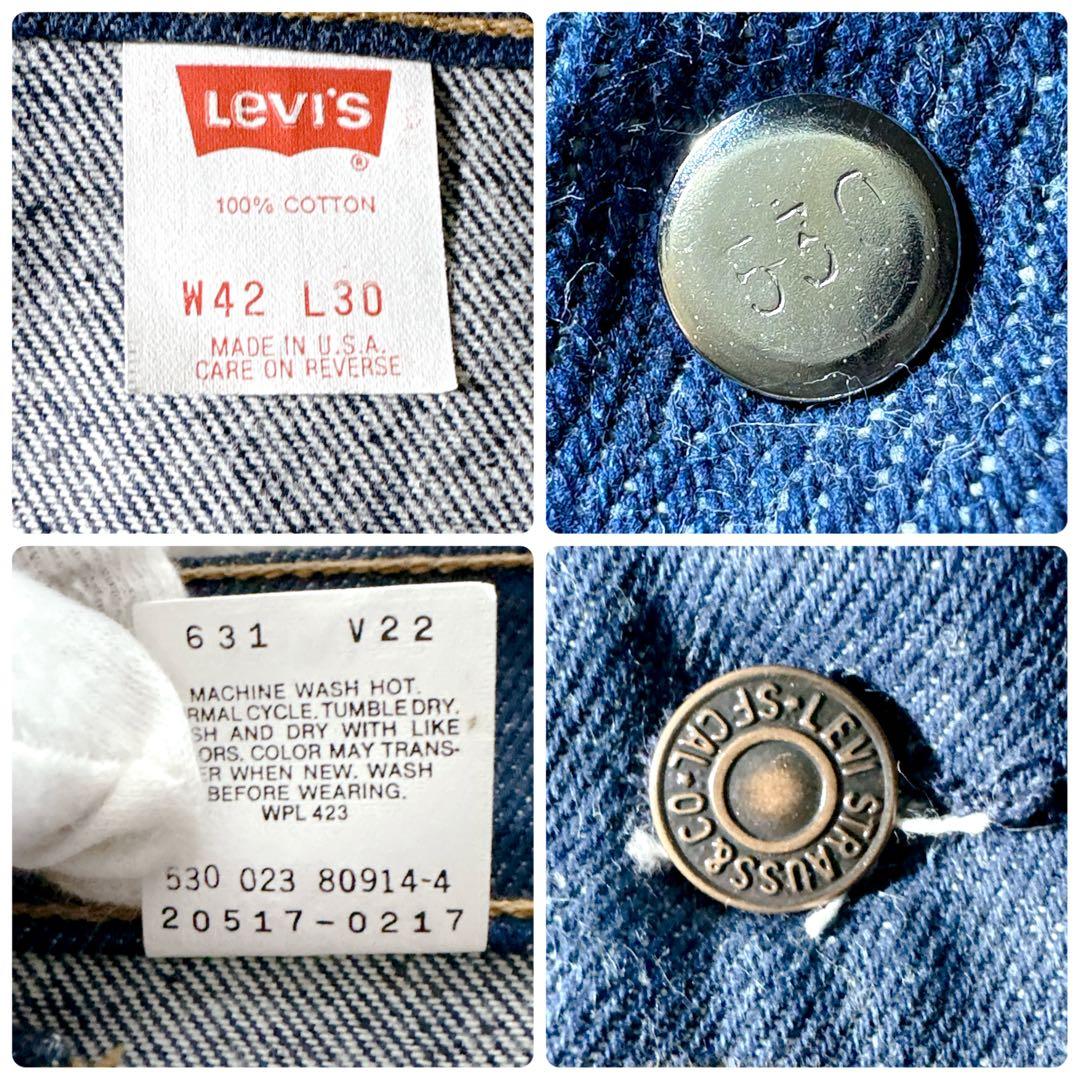 Levi's
®
100% COTTON
W42 L30
MADE IN U.S.A.
CARE ON REVERSE
631 V22
MACHINE WASH HOT.
RMAL CYCLE. TUMBLE DRY.
SH AND DRY WITH LIKE
ORS. COLOR MAY TRANS-
ER WHEN NEW. WASH
BEFORE WEARING.
WPL 423
530 023 80914-4
20517-0217
LEVI STRAUSS & CO · SF CAL ·